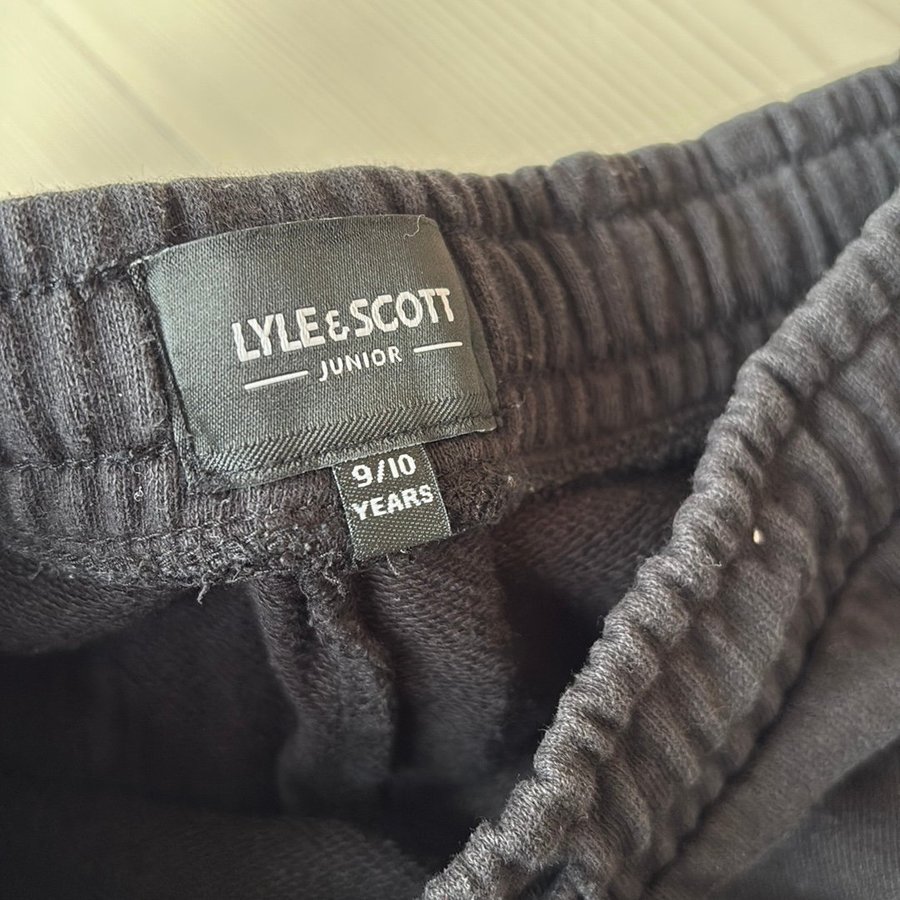 LYLE & SCOTT
JUNIOR
9/10
YEARS